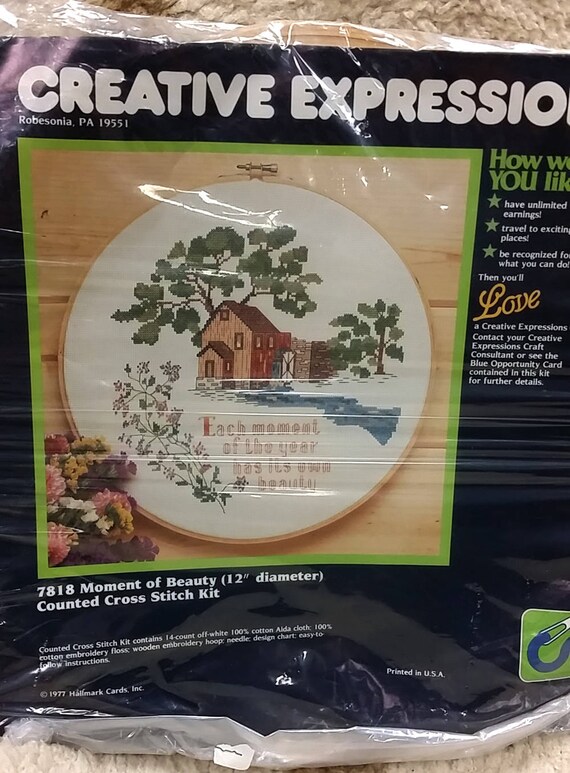 CREATIVE EXPRESSIO
Robesonia, PA 19551
How wo
YOU lik
have unlimited
earnings!
travel to exciting
places!
be recognized fo
what you can do!
Then you'll
Love
a Creative Expressions
Contact your Creative
Expressions Craft
Consultant or see the
Blue Opportunity Card
contained in this kit
for further details.
Each moment
of the year
has its own
beauty
7818 Moment of Beauty (12" diameter)
Counted Cross Stitch Kit
Counted Cross Stitch Kit contains 14-count off-white 100% cotton Aida cloth; 100%
cotton embroidery floss; wooden embroidery hoop; needle; design chart; easy-to-
follow instructions.
Printed in U.S.A.
© 1977 Hallmark Cards, Inc.